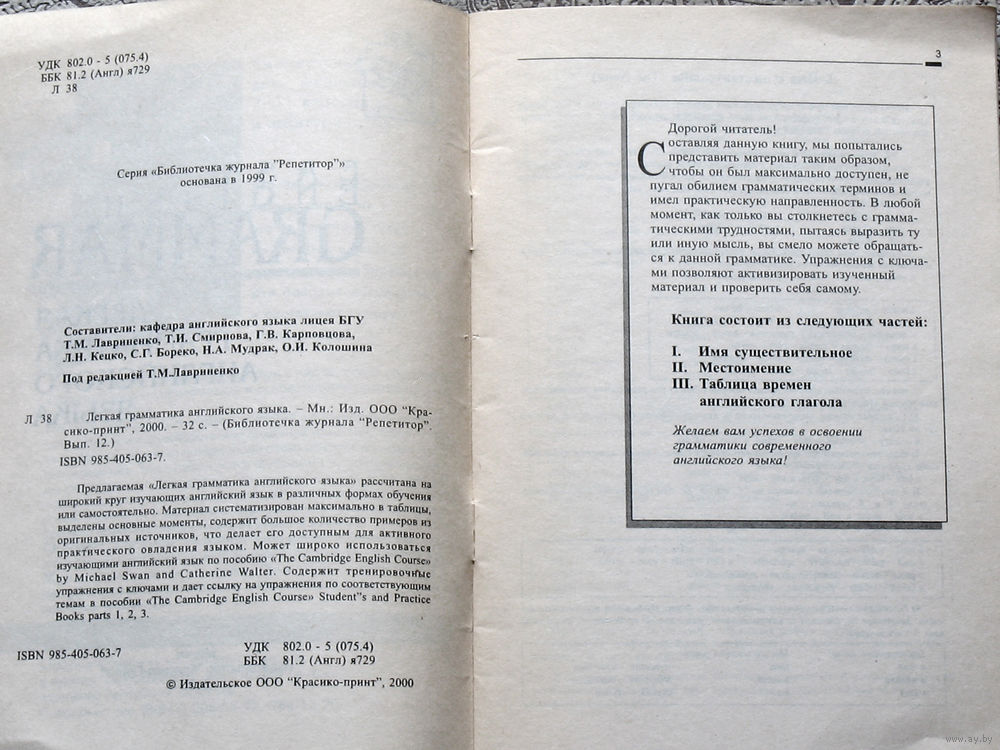 УДК 802.0 - 5 (075.4)
ББК 81.2 (Англ) я729
Л 38
Серия «Библиотечка журнала "Репетитор"»
основана в 1999 г.
Составители: кафедра английского языка лицея БГУ
Т.М. Лавриненко, Т.И. Смирнова, Г.В. Карповцова,
Л.Н. Кецко, С.Г. Бореко, Н.А. Мудрак, О.И. Колошина
Под редакцией Т.М.Лавриненко
Л 38 Легкая грамматика английского языка. – Мн.: Изд. ООО "Кра-
сико-принт", 2000. – 32 с. – (Библиотечка журнала "Репетитор".
Вып. 12.)
ISBN 985-405-063-7.
Предлагаемая «Легкая грамматика английского языка» рассчитана на
широкий круг изучающих английский язык в различных формах обучения
или самостоятельно. Материал систематизирован максимально в таблицы,
выделены основные моменты, содержит большое количество примеров из
оригинальных источников, что делает его доступным для активного
практического овладения языком. Может широко использоваться
изучающими английский язык по пособию «The Cambridge English Course»
by Michael Swan and Catherine Walter. Содержит тренировочные
упражнения с ключами и дает ссылку на упражнения по соответствующим
темам в пособии «The Cambridge English Course» Student"s and Practice
Books parts 1, 2, 3.
ISBN 985-405-063-7
УДК 802.0 - 5 (075.4)
ББК 81.2 (Англ) я729
© Издательское ООО "Красико-принт", 2000
3
Дорогой читатель!
Составляя данную книгу, мы попытались
представить материал таким образом,
чтобы он был максимально доступен, не
пугал обилием грамматических терминов и
имел практическую направленность. В любой
момент, как только вы столкнетесь с грамма-
тическими трудностями, пытаясь выразить ту
или иную мысль, вы смело можете обращать-
ся к данной грамматике. Упражнения с ключа-
ми позволяют активизировать изученный
материал и проверить себя самому.
Книга состоит из следующих частей:
I. Имя существительное
II. Местоимение
III. Таблица времен
английского глагола
Желаем вам успехов в освоении
грамматики современного
английского языка!
www.ay.by